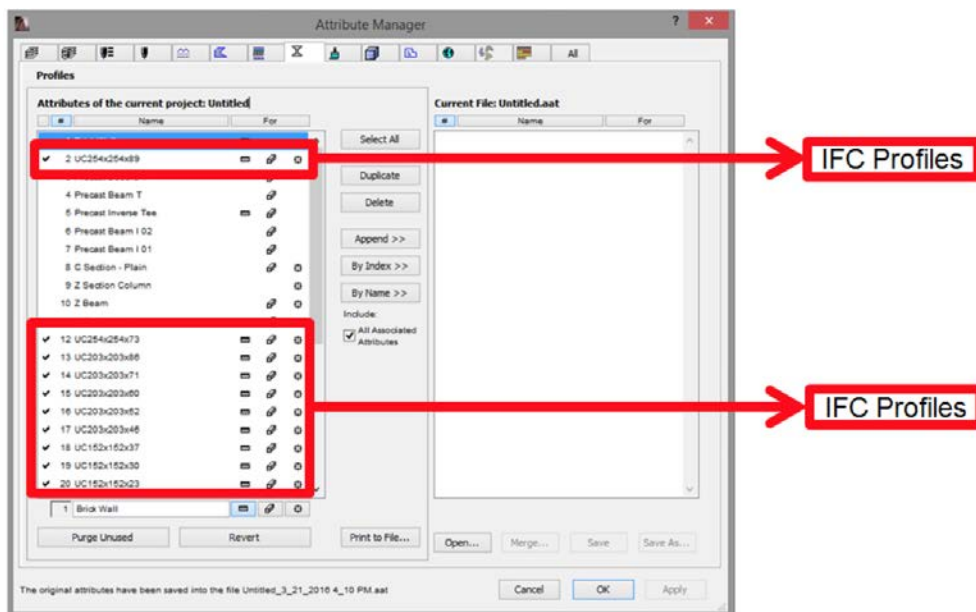 Attribute Manager
?
All
Profiles
Attributes of the current project: Untitled
# Name For
2 UC254x254x89
4 Precast Beam T
5 Precast Inverse Tee
6 Precast Beam I 02
7 Precast Beam I 01
8 C Section - Plain
9 Z Section Column
10 Z Beam
12 UC254x254x73
13 UC203x203x86
14 UC203x203x71
15 UC203x203x60
16 UC203x203x52
17 UC203x203x46
18 UC152x152x37
19 UC152x152x30
20 UC152x152x23
1 Brick Wall
Purge Unused
Revert
Select All
Duplicate
Delete
Append >>
By Index >>
By Name >>
Include:
All Associated
Attributes
Print to File...
Current File: Untitled.aat
# Name For
Open...
Merge...
Save
Save As...
The original attributes have been saved into the file Untitled_3_21_2016 4_10 PM.aat
Cancel
OK
Apply
IFC Profiles
IFC Profiles